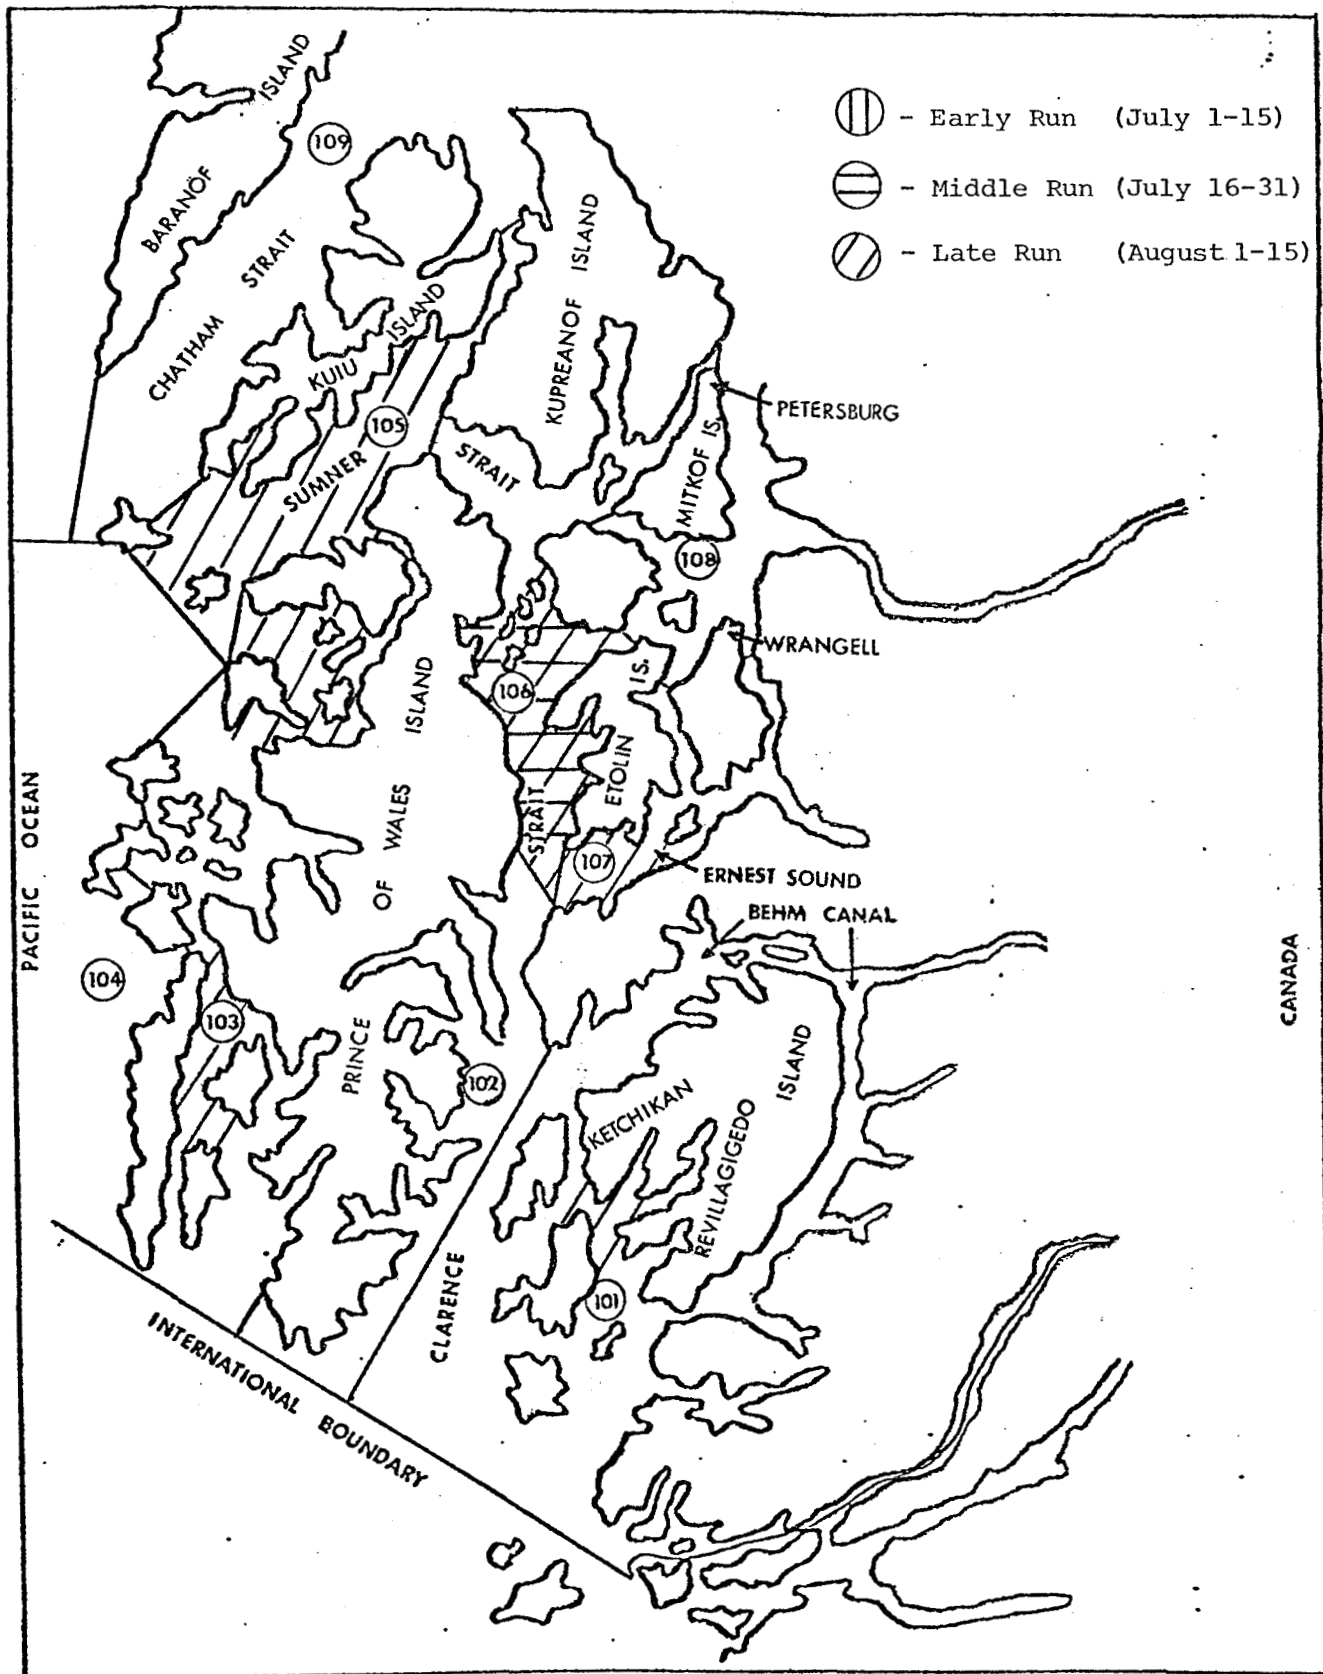 - Early Run (July 1-15)
- Middle Run (July 16-31)
- Late Run (August 1-15)
BARANOF ISLAND
109
CHATHAM STRAIT
KUIU ISLAND
KUPREANOF ISLAND
PETERSBURG
MITKOF IS.
105
SUMNER STRAIT
108
WRANGELL
106
ETOLIN IS.
STRAIT
107
ERNEST SOUND
BEHM CANAL
PACIFIC OCEAN
PRINCE OF WALES ISLAND
104
103
102
CANADA
KETCHIKAN
REVILLAGIGEDO ISLAND
CLARENCE
101
INTERNATIONAL BOUNDARY